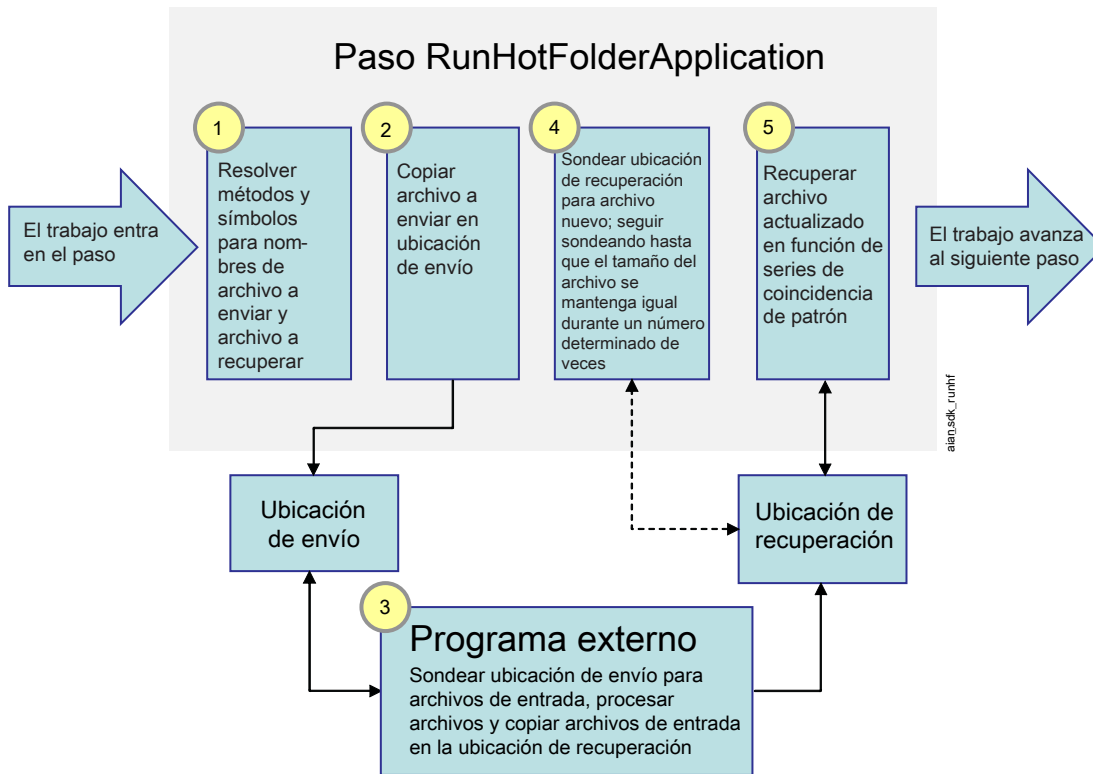 Paso RunHotFolderApplication
El trabajo entra
en el paso
1
Resolver
métodos y
símbolos
para nom-
bres de
archivo a
enviar y
archivo a
recuperar
2
Copiar
archivo a
enviar en
ubicación
de envío
4
Sondear ubicación
de recuperación
para archivo
nuevo; seguir
sondeando hasta
que el tamaño del
archivo se
mantenga igual
durante un número
determinado de
veces
5
Recuperar
archivo
actualizado
en función de
series de
coincidencia
de patrón
El trabajo avanza
al siguiente paso
aian_sdk_runhf
Ubicación
de envío
Ubicación de
recuperación
3
Programa externo
Sondear ubicación de envío para
archivos de entrada, procesar
archivos y copiar archivos de entrada
en la ubicación de recuperación